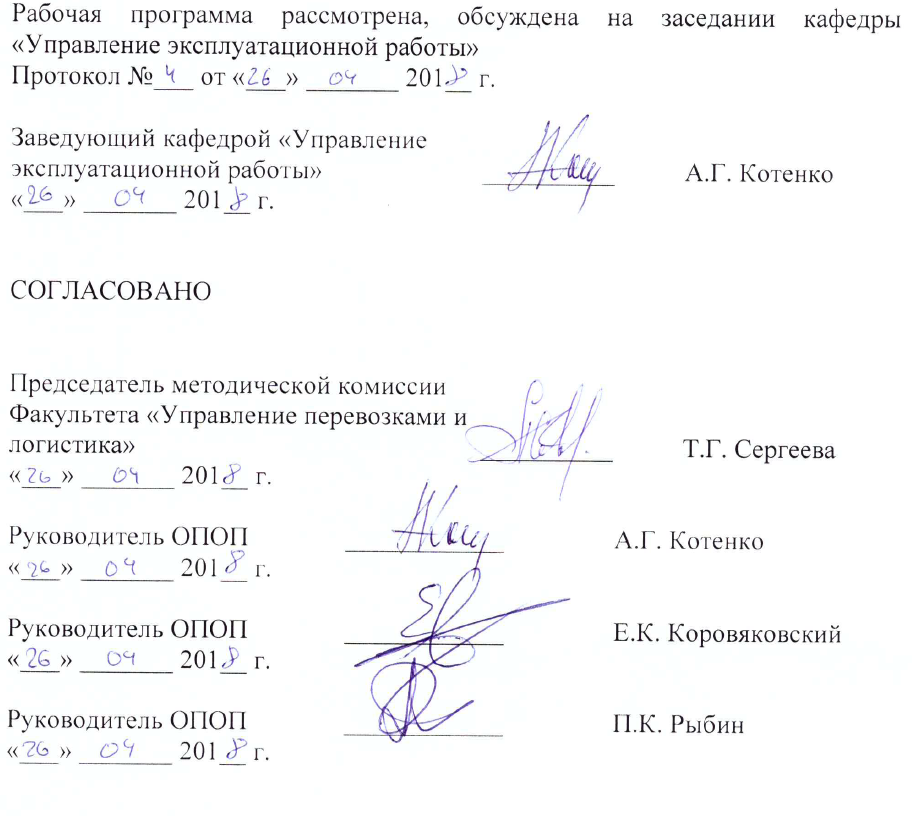 Рабочая программа рассмотрена, обсуждена на заседании кафедры
«Управление эксплуатационной работы»
Протокол № 4 от «26» 04 2018 г.
Заведующий кафедрой «Управление
эксплуатационной работы» А.Г. Котенко
«26» 04 2018 г.
СОГЛАСОВАНО
Председатель методической комиссии
Факультета «Управление перевозками и
логистика» Т.Г. Сергеева
«26» 04 2018 г.
Руководитель ОПОП А.Г. Котенко
«26» 04 2018 г.
Руководитель ОПОП Е.К. Коровяковский
«26» 04 2018 г.
Руководитель ОПОП П.К. Рыбин
«26» 04 2018 г.